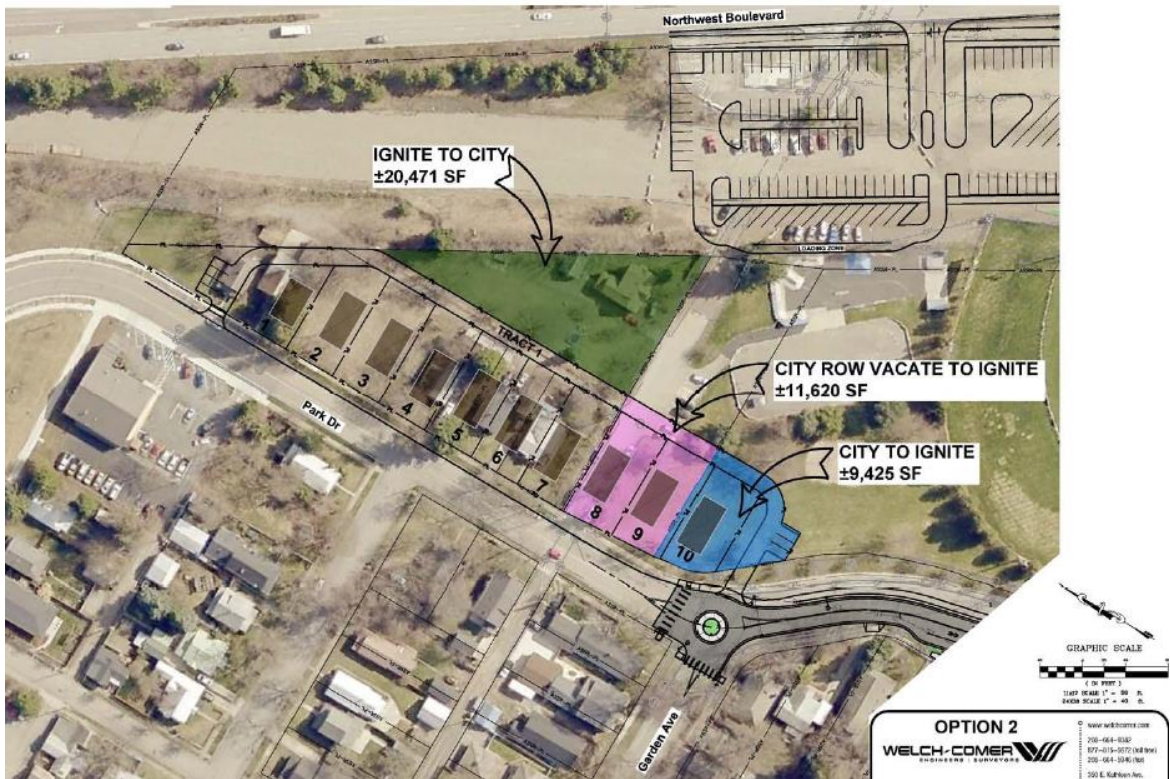 Northwest Boulevard
IGNITE TO CITY
±20,471 SF
LOADING ZONE
TRACT 1
CITY ROW VACATE TO IGNITE
±11,620 SF
CITY TO IGNITE
±9,425 SF
1
2
3
4
5
6
7
8
9
10
Park Dr
Garden Ave
GRAPHIC SCALE
( IN FEET )
OPTION 2
WELCH-COMER
ENGINEERS | SURVEYORS
www.welchcomer.com